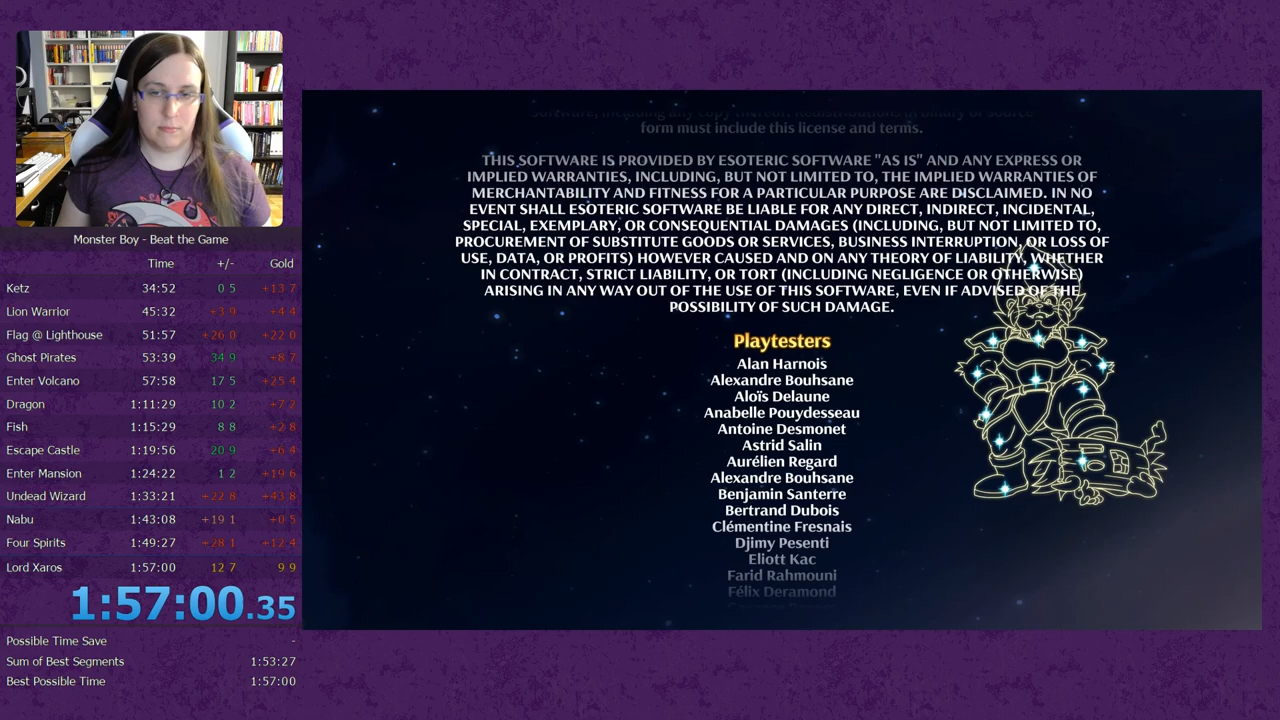 Monster Boy - Beat the Game
Time +/- Gold
Ketz 34:52 0 5 +13 7
Lion Warrior 45:32 +3 9 +4 4
Flag @ Lighthouse 51:57 +26 0 +22 0
Ghost Pirates 53:39 34 9 +8 7
Enter Volcano 57:58 17 5 +25 4
Dragon 1:11:29 10 2 +7 2
Fish 1:15:29 8 8 +2 8
Escape Castle 1:19:56 20 9 +6 4
Enter Mansion 1:24:22 1 2 +19 6
Undead Wizard 1:33:21 +22 8 +43 8
Nabu 1:43:08 +19 1 +0 5
Four Spirits 1:49:27 +28 1 +12 4
Lord Xaros 1:57:00 12 7 9 9
1:57:00.35
Possible Time Save -
Sum of Best Segments 1:53:27
Best Possible Time 1:57:00
form must include this license and terms.
THIS SOFTWARE IS PROVIDED BY ESOTERIC SOFTWARE "AS IS" AND ANY EXPRESS OR
IMPLIED WARRANTIES, INCLUDING, BUT NOT LIMITED TO, THE IMPLIED WARRANTIES OF
MERCHANTABILITY AND FITNESS FOR A PARTICULAR PURPOSE ARE DISCLAIMED. IN NO
EVENT SHALL ESOTERIC SOFTWARE BE LIABLE FOR ANY DIRECT, INDIRECT, INCIDENTAL,
SPECIAL, EXEMPLARY, OR CONSEQUENTIAL DAMAGES (INCLUDING, BUT NOT LIMITED TO,
PROCUREMENT OF SUBSTITUTE GOODS OR SERVICES, BUSINESS INTERRUPTION, OR LOSS OF
USE, DATA, OR PROFITS) HOWEVER CAUSED AND ON ANY THEORY OF LIABILITY, WHETHER
IN CONTRACT, STRICT LIABILITY, OR TORT (INCLUDING NEGLIGENCE OR OTHERWISE)
ARISING IN ANY WAY OUT OF THE USE OF THIS SOFTWARE, EVEN IF ADVISED OF THE
POSSIBILITY OF SUCH DAMAGE.
Playtesters
Alan Harnois
Alexandre Bouhsane
Aloïs Delaune
Anabelle Pouydesseau
Antoine Desmonet
Astrid Salin
Aurélien Regard
Alexandre Bouhsane
Benjamin Santerre
Bertrand Dubois
Clémentine Fresnais
Djimy Pesenti
Eliott Kac
Farid Rahmouni
Félix Deramond